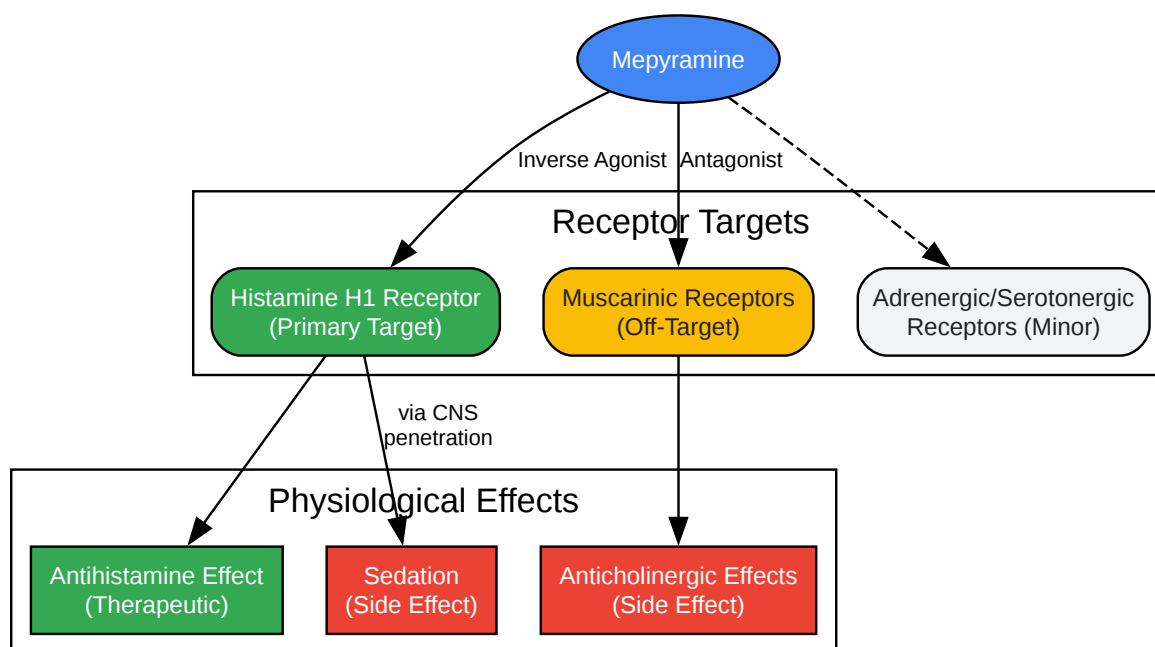 Mepyramine
Inverse Agonist
Antagonist
Receptor Targets
Histamine H1 Receptor
(Primary Target)
Muscarinic Receptors
(Off-Target)
Adrenergic/Serotonergic
Receptors (Minor)
via CNS
penetration
Physiological Effects
Antihistamine Effect
(Therapeutic)
Sedation
(Side Effect)
Anticholinergic Effects
(Side Effect)